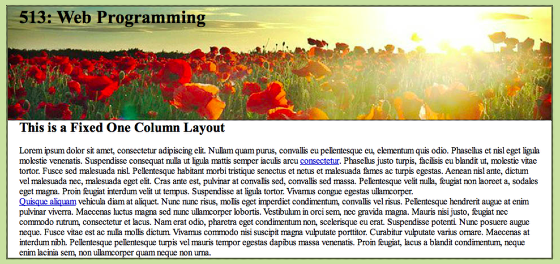 513: Web Programming
This is a Fixed One Column Layout
Lorem ipsum dolor sit amet, consectetur adipiscing elit. Nullam quam purus, convallis eu pellentesque eu, elementum quis odio. Phasellus et nisl eget ligula
molestie venenatis. Suspendisse consequat nulla ut ligula mattis semper iaculis arcu consectetur. Phasellus justo turpis, facilisis eu blandit ut, molestie vitae
tortor. Fusce sed malesuada nisl. Pellentesque habitant morbi tristique senectus et netus et malesuada fames ac turpis egestas. Aenean nisl ante, dictum
vel malesuada nec, malesuada eget elit. Cras ante est, pulvinar at convallis sed, convallis sed massa. Pellentesque velit nulla, feugiat non laoreet a, sodales
eget magna. Proin feugiat interdum velit ut tempus. Suspendisse at ligula tortor. Vivamus congue egestas ullamcorper.
Quisque aliquam vehicula diam at aliquet. Nunc nunc risus, mollis eget imperdiet condimentum, convallis vel risus. Pellentesque hendrerit augue at enim
pulvinar viverra. Maecenas luctus magna sed nunc ullamcorper lobortis. Vestibulum in orci sem, nec gravida magna. Mauris nisi justo, feugiat nec
commodo rutrum, consectetur et lacus. Nam erat odio, pharetra eget condimentum non, scelerisque eu erat. Suspendisse potenti. Nunc posuere augue
neque. Fusce vitae est ac nulla mollis dictum. Vivamus commodo nisi suscipit magna vulputate porttitor. Curabitur vulputate varius ornare. Maecenas at
interdum nibh. Pellentesque pellentesque turpis vel mauris tempor egestas dapibus massa venenatis. Proin feugiat, lacus a blandit condimentum, neque
enim lacinia sem, non ullamcorper quam neque non urna.